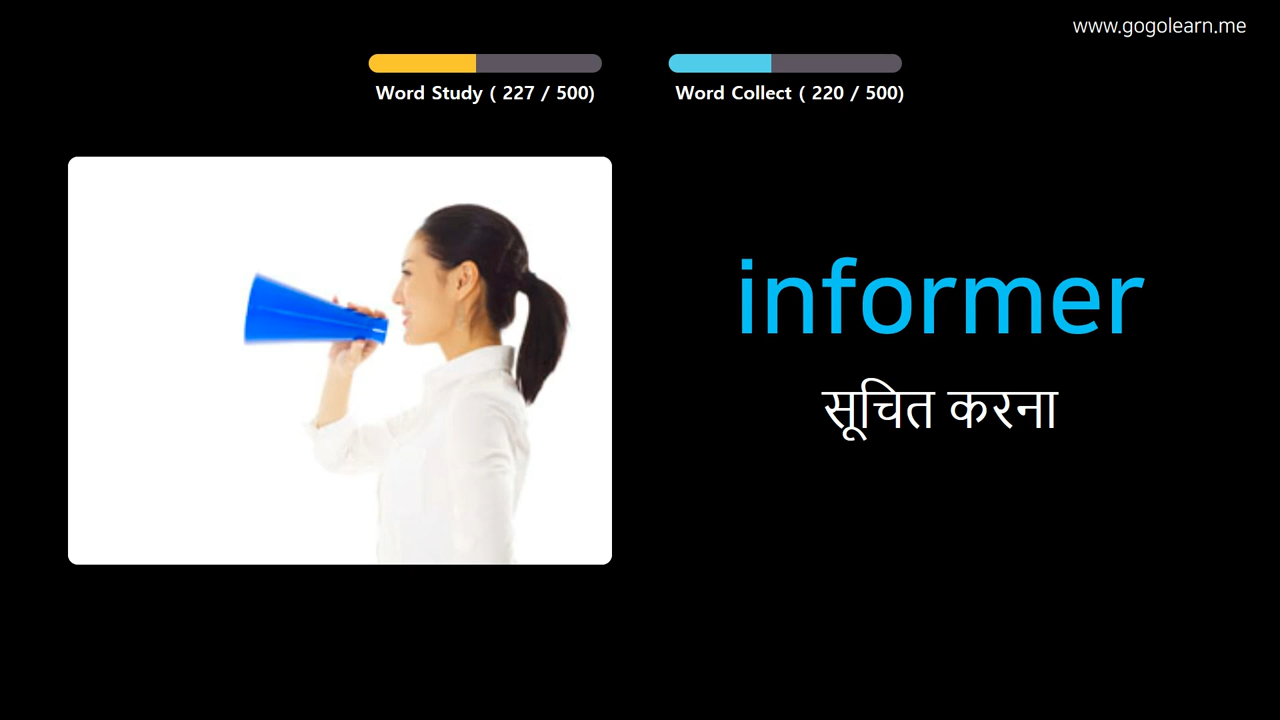 www.gogolearn.me
Word Study ( 227 / 500)
Word Collect ( 220 / 500)
informer
सूचित करना